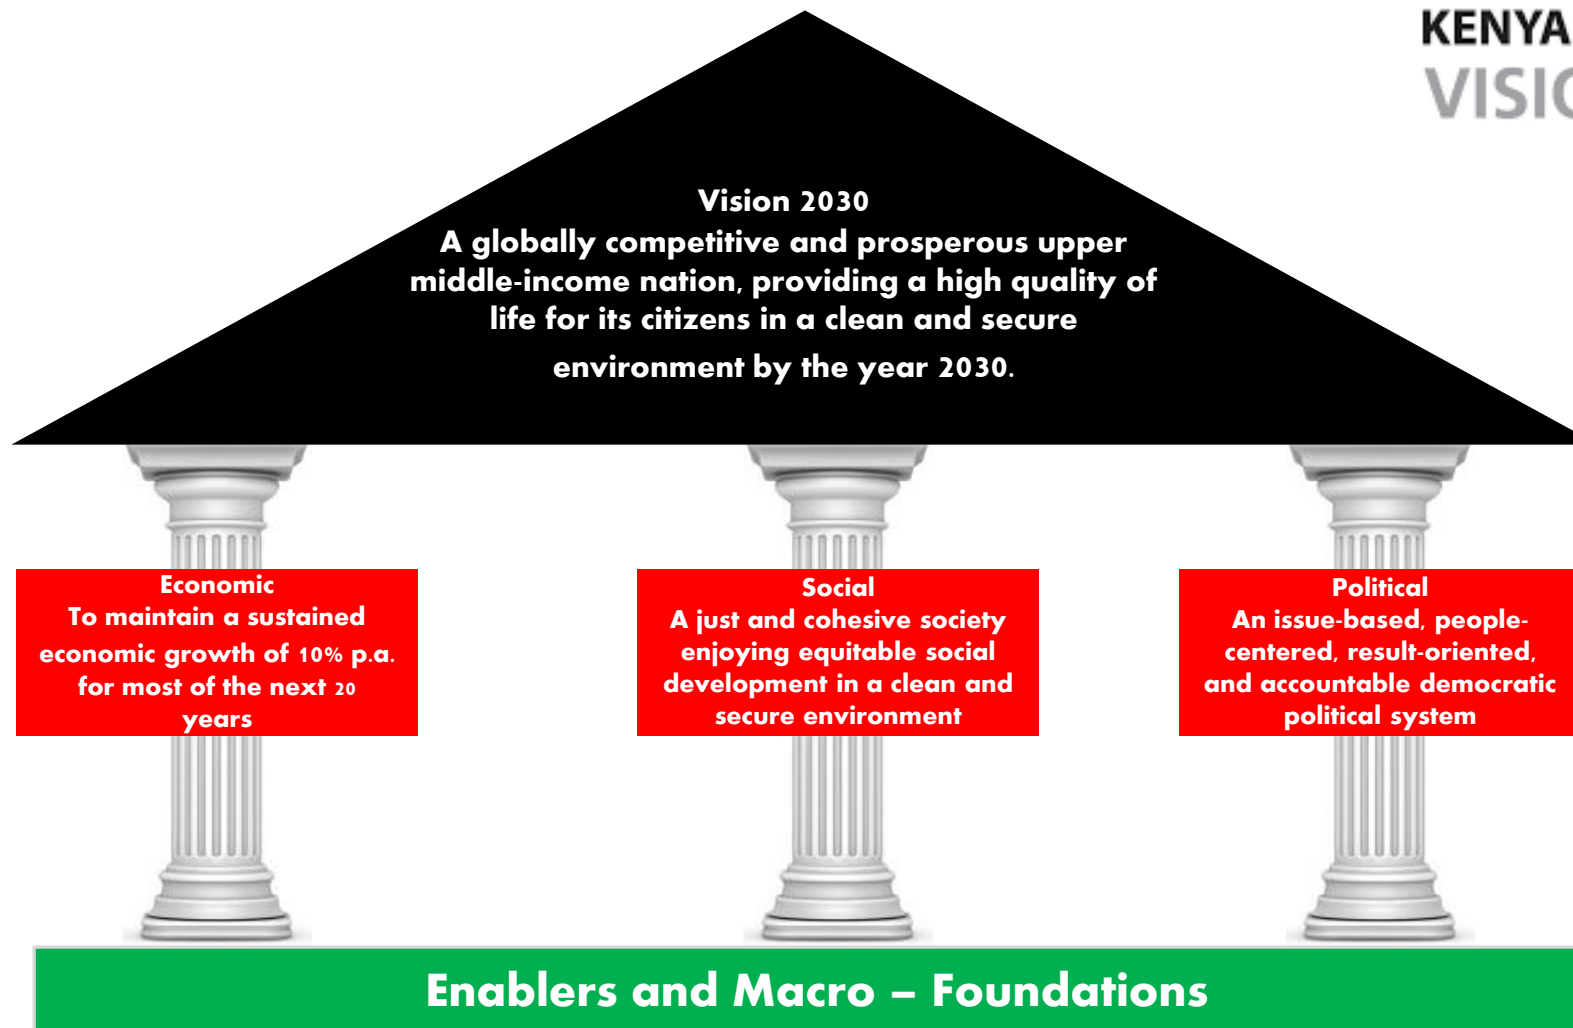 KENYA
Vision 2030
A globally competitive and prosperous upper
middle-income nation, providing a high quality of
life for its citizens in a clean and secure
environment by the year 2030.
Economic
To maintain a sustained
economic growth of 10% p.a.
for most of the next 20
years
Social
A just and cohesive society
enjoying equitable social
development in a clean and
secure environment
Political
An issue-based, people-
centered, result-oriented,
and accountable democratic
political system
Enablers and Macro – Foundations